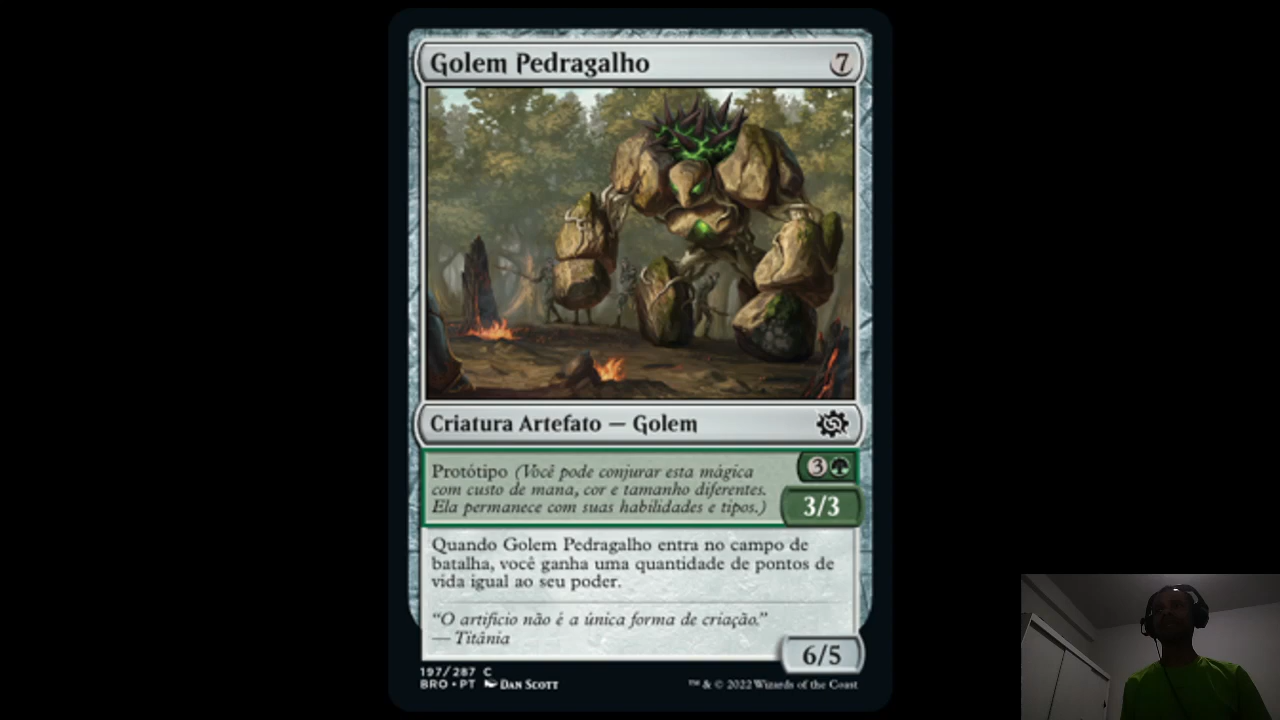 Golem Pedragalho 7
Criatura Artefato — Golem
Protótipo (Você pode conjurar esta mágica
com custo de mana, cor e tamanho diferentes.
Ela permanece com suas habilidades e tipos.)
3
3/3
Quando Golem Pedragalho entra no campo de
batalha, você ganha uma quantidade de pontos de
vida igual ao seu poder.
“O artifício não é a única forma de criação.”
— Titânia
6/5
197/287 C
BRO • PT Dan Scott
™ & © 2022 Wizards of the Coast